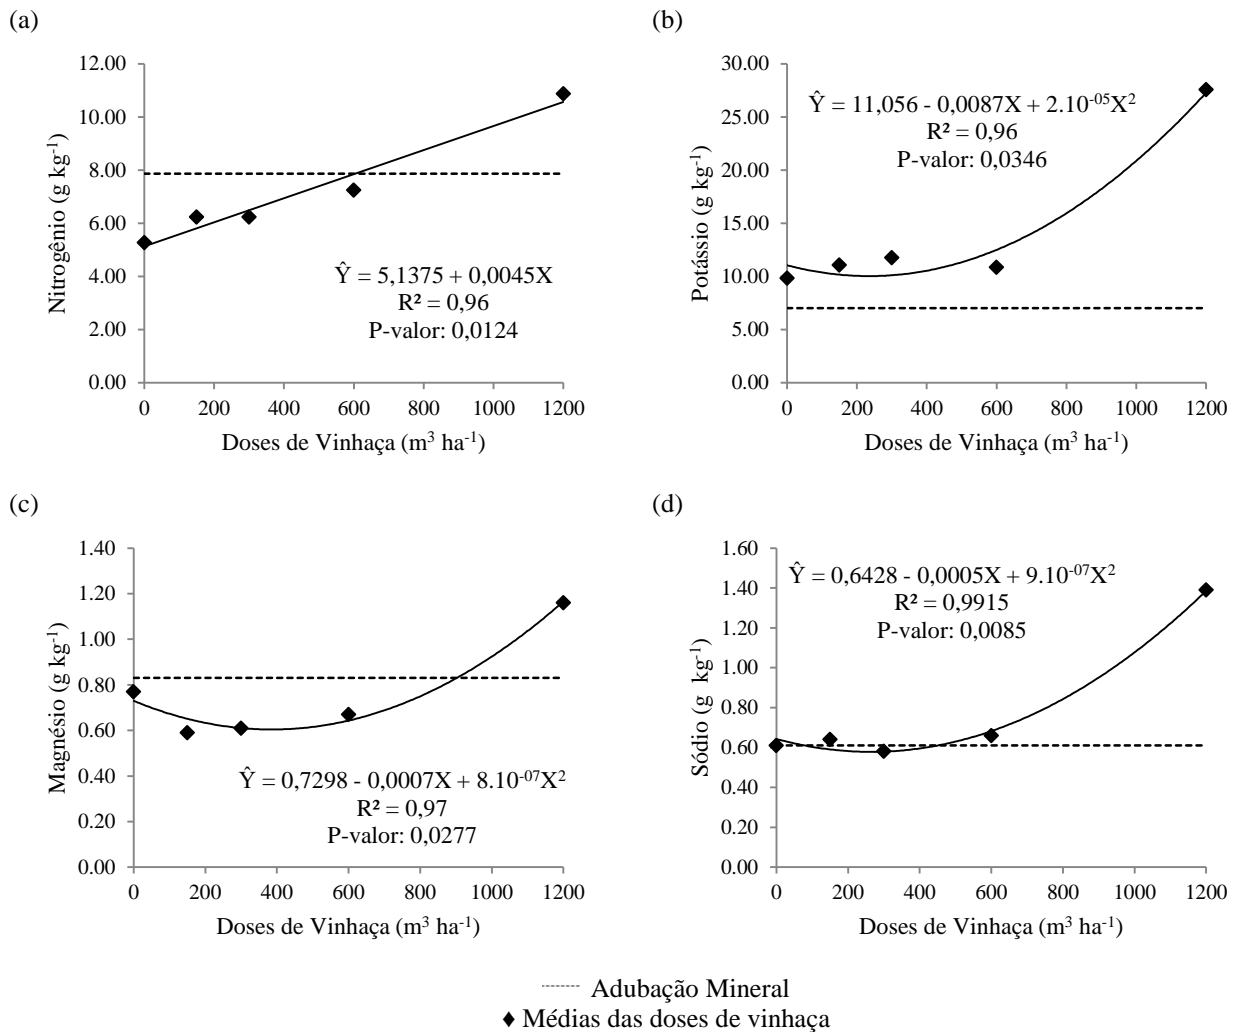 (a)
12.00
10.00
8.00
6.00
4.00
2.00
0.00
Nitrogênio (g kg⁻¹)
Ŷ = 5,1375 + 0,0045X
R² = 0,96
P-valor: 0,0124
0 200 400 600 800 1000 1200
Doses de Vinhaça (m³ ha⁻¹)
(b)
30.00
25.00
20.00
15.00
10.00
5.00
0.00
Potássio (g kg⁻¹)
Ŷ = 11,056 - 0,0087X + 2.10⁻⁰⁵X²
R² = 0,96
P-valor: 0,0346
0 200 400 600 800 1000 1200
Doses de Vinhaça (m³ ha⁻¹)
(c)
1.40
1.20
1.00
0.80
0.60
0.40
0.20
0.00
Magnésio (g kg⁻¹)
Ŷ = 0,7298 - 0,0007X + 8.10⁻⁰⁷X²
R² = 0,97
P-valor: 0,0277
0 200 400 600 800 1000 1200
Doses de Vinhaça (m³ ha⁻¹)
(d)
1.60
1.40
1.20
1.00
0.80
0.60
0.40
0.20
0.00
Sódio (g kg⁻¹)
Ŷ = 0,6428 - 0,0005X + 9.10⁻⁰⁷X²
R² = 0,9915
P-valor: 0,0085
0 200 400 600 800 1000 1200
Doses de Vinhaça (m³ ha⁻¹)
Adubação Mineral
Médias das doses de vinhaça